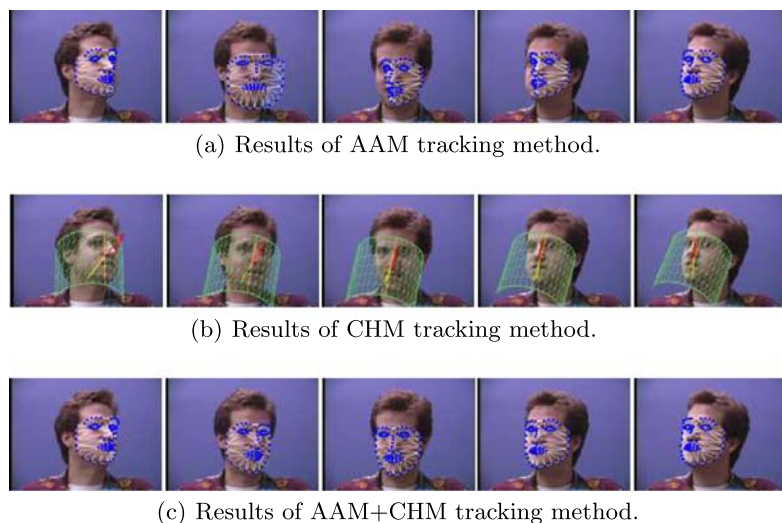 (a) Results of AAM tracking method.
(b) Results of CHM tracking method.
(c) Results of AAM+CHM tracking method.